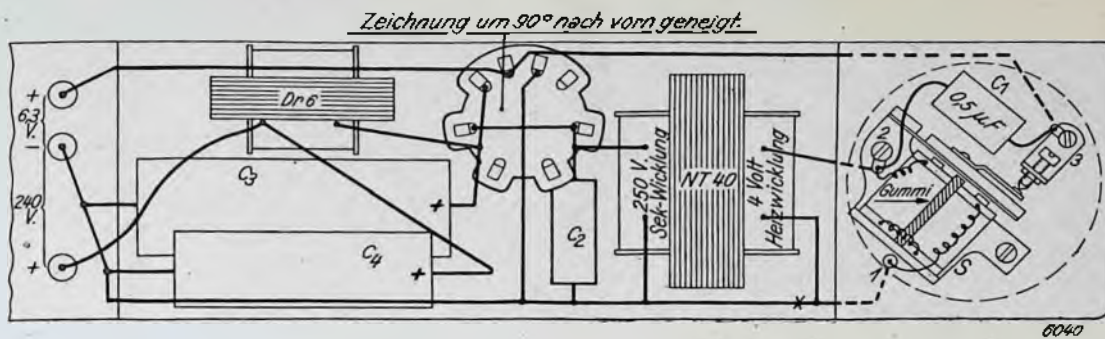 Zeichnung um 90° nach vorn geneigt.
+
6,3
V.
−
240
V.
+
Dr 6
C3
+
C4
+
C2
250 V.
Sek-Wicklung
NT 40
4 Volt
Heizwicklung
C1
0,5 µF
2
3
Gummi
1
S
x
6040